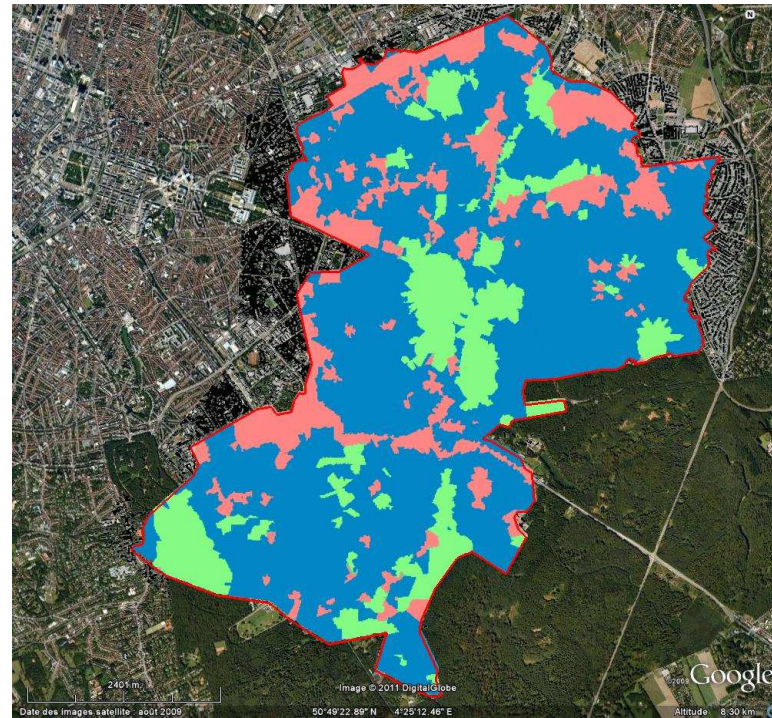 N
2401 m.
Image © 2011 DigitalGlobe
©2009 Google
Date des images satellite : août 2009
50°49'22.89" N 4°25'12.46" E
Altitude 8:30 km